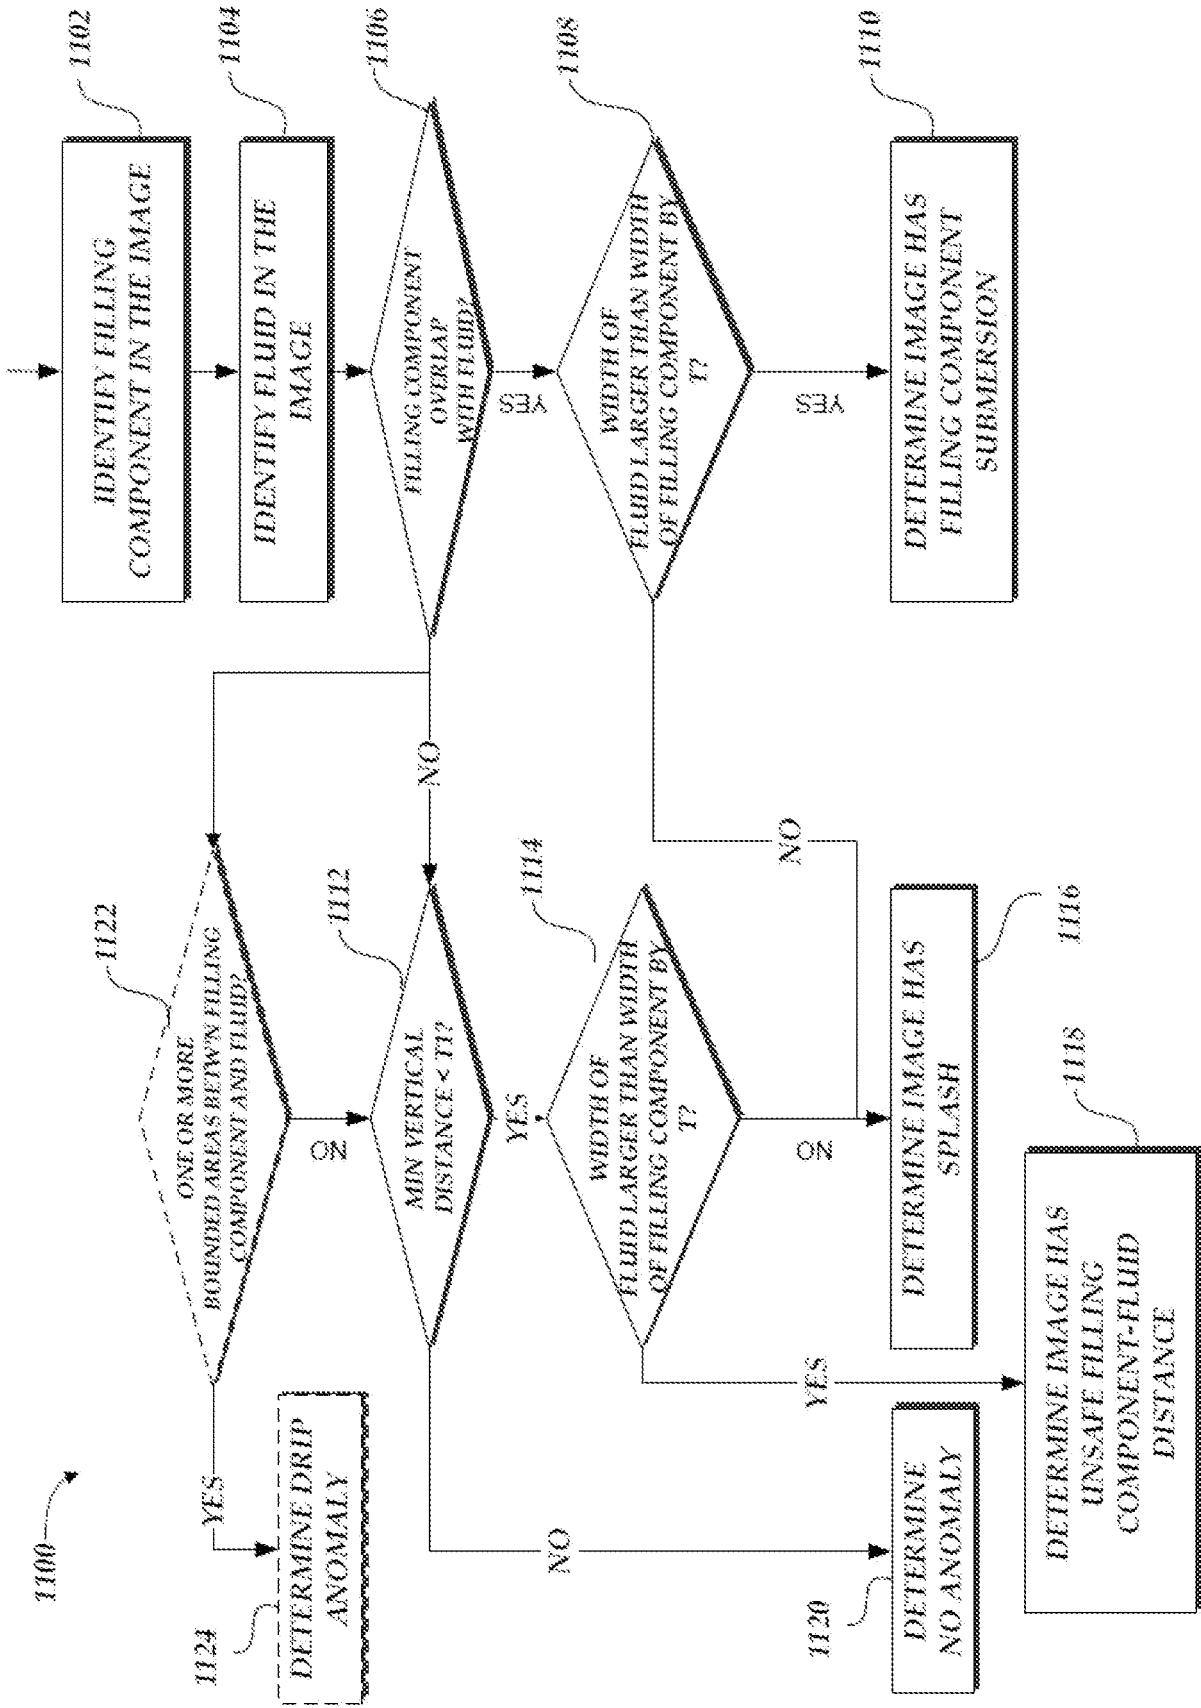 1100
IDENTIFY FILLING
COMPONENT IN THE IMAGE
1102
IDENTIFY FLUID IN THE
IMAGE
1104
FILLING COMPONENT
OVERLAP
WITH FLUID?
1106
YES
NO
WIDTH OF
FLUID LARGER THAN WIDTH
OF FILLING COMPONENT BY
T?
1108
YES
NO
DETERMINE IMAGE HAS
FILLING COMPONENT
SUBMERSION
1110
ONE OR MORE
BOUNDED AREAS BETWN FILLING
COMPONENT AND FLUID?
1122
YES
NO
DETERMINE DRIP
ANOMALY
1124
MIN VERTICAL
DISTANCE < T1?
1112
YES
NO
WIDTH OF
FLUID LARGER THAN WIDTH
OF FILLING COMPONENT BY
T?
1114
NO
YES
DETERMINE IMAGE HAS
SPLASH
1116
DETERMINE IMAGE HAS
UNSAFE FILLING
COMPONENT-FLUID
DISTANCE
1118
DETERMINE
NO ANOMALY
1120